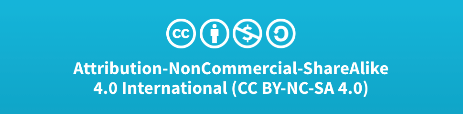 Attribution-NonCommercial-ShareAlike
4.0 International (CC BY-NC-SA 4.0)